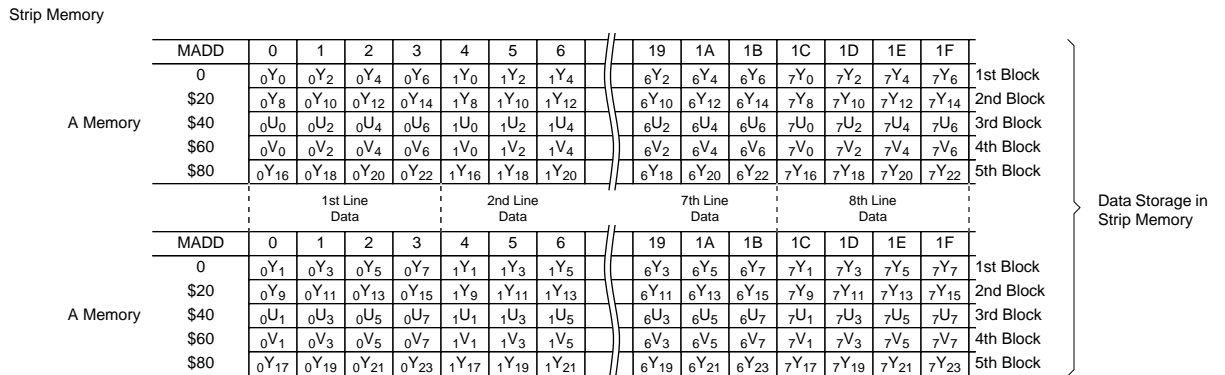 Strip Memory
MADD 0 1 2 3 4 5 6 19 1A 1B 1C 1D 1E 1F
0 ₀Y₀ ₀Y₂ ₀Y₄ ₀Y₆ ₁Y₀ ₁Y₂ ₁Y₄ ₆Y₂ ₆Y₄ ₆Y₆ ₇Y₀ ₇Y₂ ₇Y₄ ₇Y₆ 1st Block
$20 ₀Y₈ ₀Y₁₀ ₀Y₁₂ ₀Y₁₄ ₁Y₈ ₁Y₁₀ ₁Y₁₂ ₆Y₁₀ ₆Y₁₂ ₆Y₁₄ ₇Y₈ ₇Y₁₀ ₇Y₁₂ ₇Y₁₄ 2nd Block
A Memory $40 ₀U₀ ₀U₂ ₀U₄ ₀U₆ ₁U₀ ₁U₂ ₁U₄ ₆U₂ ₆U₄ ₆U₆ ₇U₀ ₇U₂ ₇U₄ ₇U₆ 3rd Block
$60 ₀V₀ ₀V₂ ₀V₄ ₀V₆ ₁V₀ ₁V₂ ₁V₄ ₆V₂ ₆V₄ ₆V₆ ₇V₀ ₇V₂ ₇V₄ ₇V₆ 4th Block
$80 ₀Y₁₆ ₀Y₁₈ ₀Y₂₀ ₀Y₂₂ ₁Y₁₆ ₁Y₁₈ ₁Y₂₀ ₆Y₁₈ ₆Y₂₀ ₆Y₂₂ ₇Y₁₆ ₇Y₁₈ ₇Y₂₀ ₇Y₂₂ 5th Block
1st Line Data
2nd Line Data
7th Line Data
8th Line Data
Data Storage in
Strip Memory
MADD 0 1 2 3 4 5 6 19 1A 1B 1C 1D 1E 1F
0 ₀Y₁ ₀Y₃ ₀Y₅ ₀Y₇ ₁Y₁ ₁Y₃ ₁Y₅ ₆Y₃ ₆Y₅ ₆Y₇ ₇Y₁ ₇Y₃ ₇Y₅ ₇Y₇ 1st Block
$20 ₀Y₉ ₀Y₁₁ ₀Y₁₃ ₀Y₁₅ ₁Y₉ ₁Y₁₁ ₁Y₁₃ ₆Y₁₁ ₆Y₁₃ ₆Y₁₅ ₇Y₉ ₇Y₁₁ ₇Y₁₃ ₇Y₁₅ 2nd Block
A Memory $40 ₀U₁ ₀U₃ ₀U₅ ₀U₇ ₁U₁ ₁U₃ ₁U₅ ₆U₃ ₆U₅ ₆U₇ ₇U₁ ₇U₃ ₇U₅ ₇U₇ 3rd Block
$60 ₀V₁ ₀V₃ ₀V₅ ₀V₇ ₁V₁ ₁V₃ ₁V₅ ₆V₃ ₆V₅ ₆V₇ ₇V₁ ₇V₃ ₇V₅ ₇V₇ 4th Block
$80 ₀Y₁₇ ₀Y₁₉ ₀Y₂₁ ₀Y₂₃ ₁Y₁₇ ₁Y₁₉ ₁Y₂₁ ₆Y₁₉ ₆Y₂₁ ₆Y₂₃ ₇Y₁₇ ₇Y₁₉ ₇Y₂₁ ₇Y₂₃ 5th Block